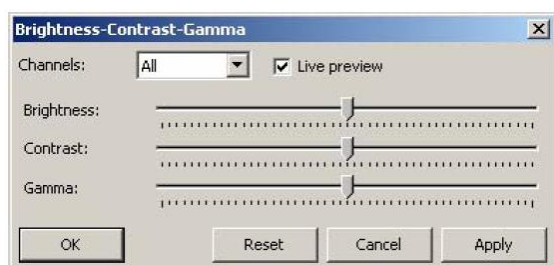 Brightness-Contrast-Gamma
Channels: All Live preview
Brightness:
Contrast:
Gamma:
OK Reset Cancel Apply